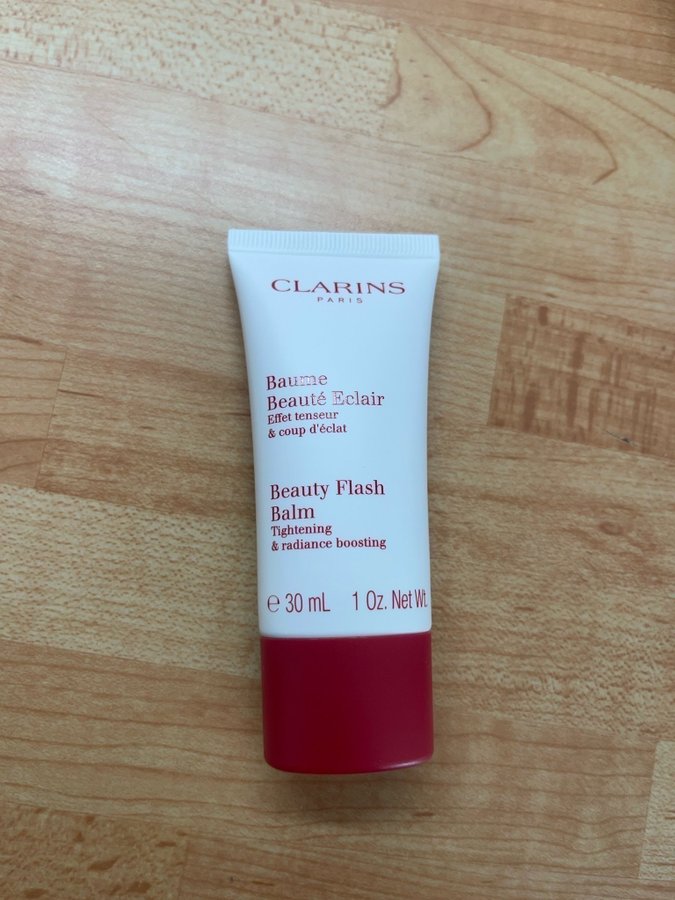 CLARINS
PARIS
Baume
Beauté Eclair
Effet tenseur
& coup d'éclat
Beauty Flash
Balm
Tightening
& radiance boosting
℮ 30 mL 1 Oz. Net Wt.